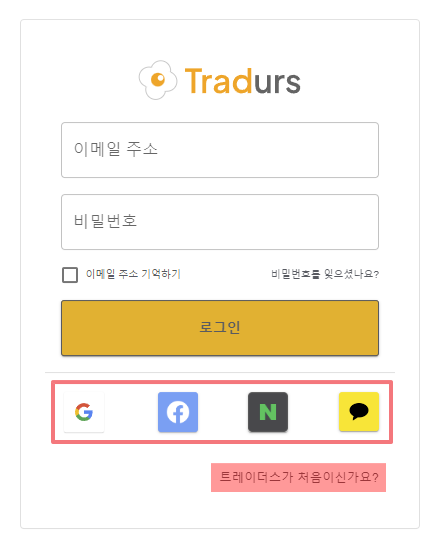 Tradurs
이메일 주소
비밀번호
이메일 주소 기억하기
비밀번호를 잊으셨나요?
로그인
G
f
N
트레이더스가 처음이신가요?